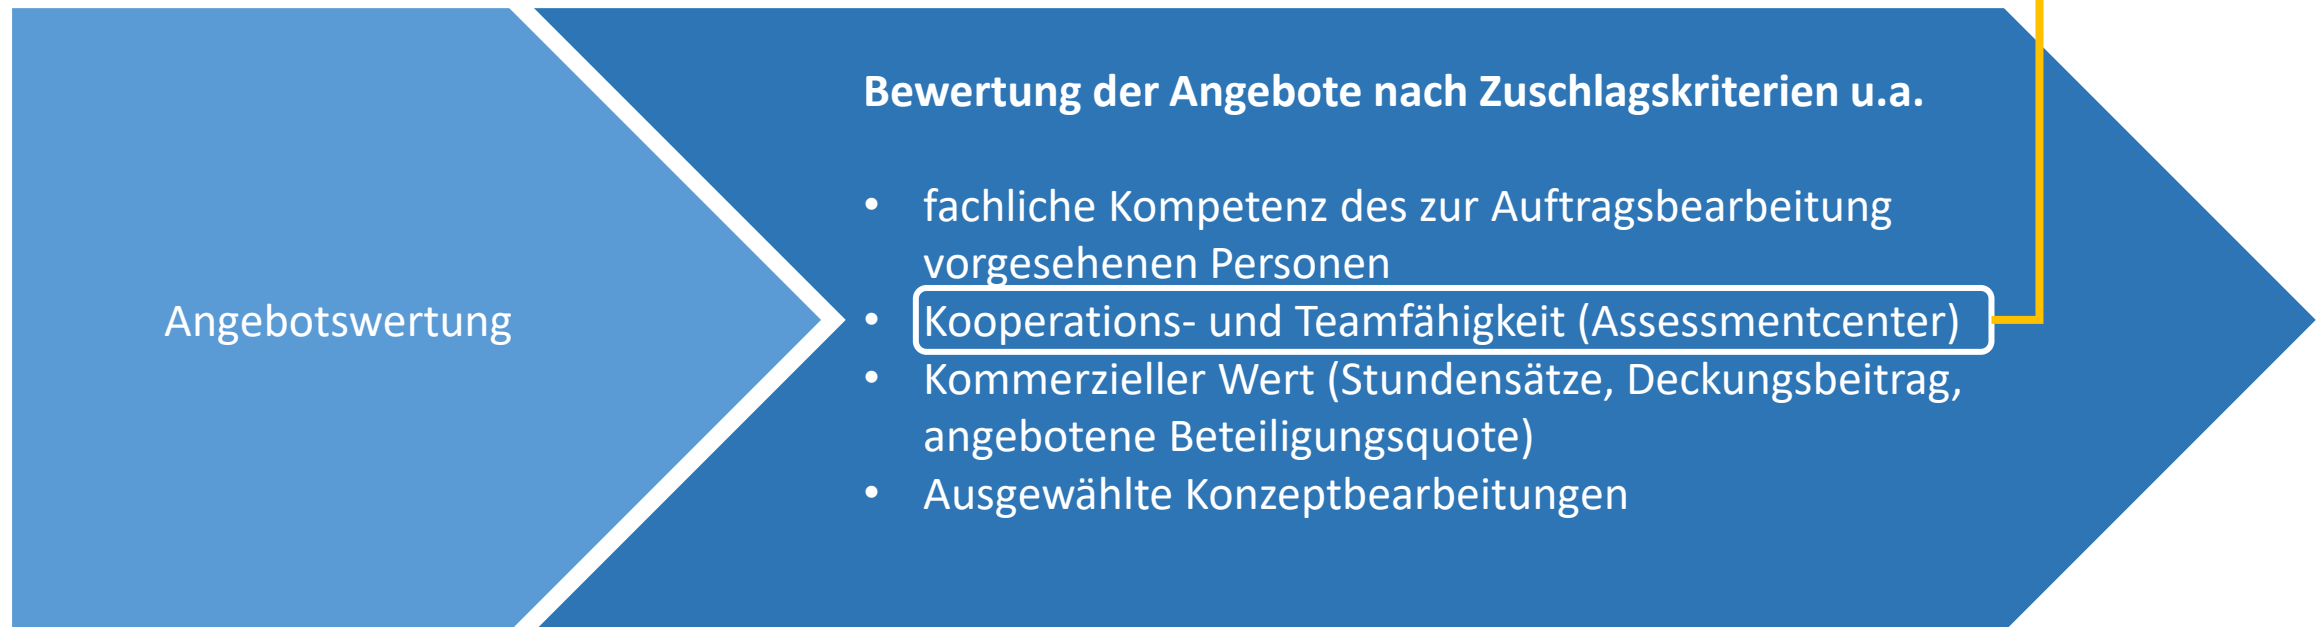 Angebotswertung
Bewertung der Angebote nach Zuschlagskriterien u.a.
• fachliche Kompetenz des zur Auftragsbearbeitung
vorgesehenen Personen
• Kooperations- und Teamfähigkeit (Assessmentcenter)
• Kommerzieller Wert (Stundensätze, Deckungsbeitrag,
angebotene Beteiligungsquote)
• Ausgewählte Konzeptbearbeitungen